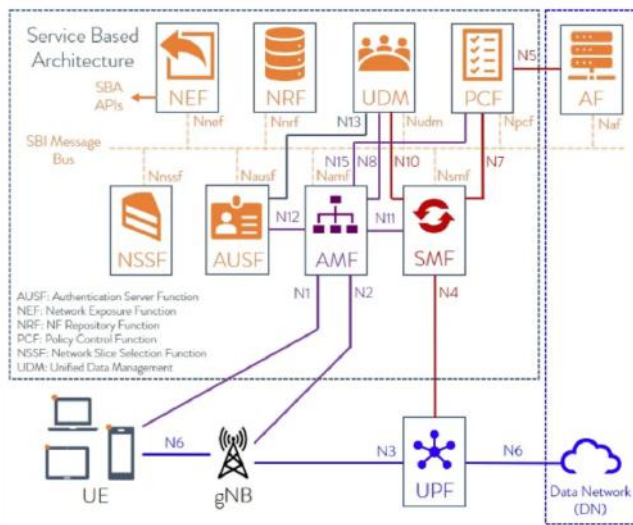 Service Based
Architecture
SBA
APIs
NEF
NRF
UDM
PCF
AF
N5
Nnef
Nnrf
N13
Nudm
Npcf
Naf
SBI Message
Bus
Nnssf
Nausf
N15
N8
Namf
N10
Nsmf
N7
NSSF
AUSF
N12
AMF
N11
SMF
N1
N2
N4
AUSF: Authentication Server Function
NEF: Network Exposure Function
NRF: NF Repository Function
PCF: Policy Control Function
NSSF: Network Slice Selection Function
UDM: Unified Data Management
UE
N6
gNB
N3
UPF
N6
Data Network
(DN)